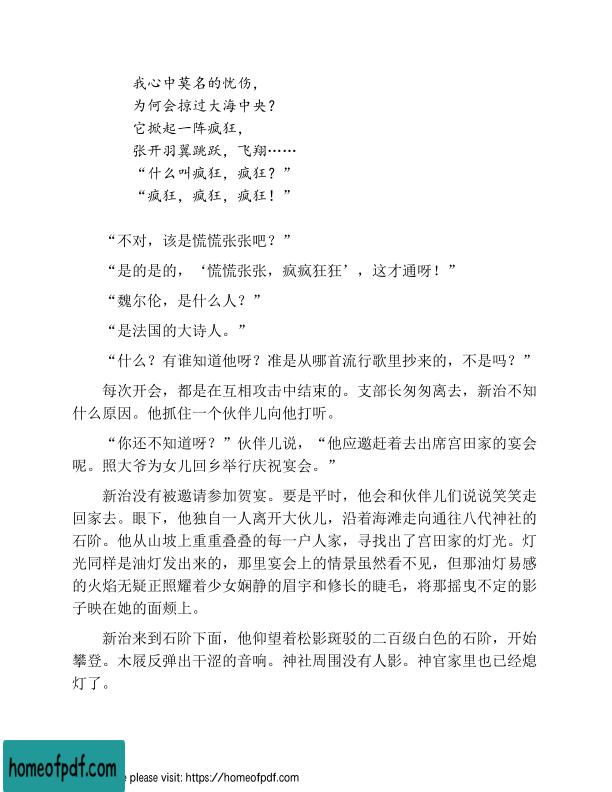 我心中莫名的忧伤，
为何会掠过大海中央？
它掀起一阵疯狂，
张开羽翼跳跃，飞翔……
“什么叫疯狂，疯狂？”
“疯狂，疯狂，疯狂！”
“不对，该是慌慌张张吧？”
“是的是的，‘慌慌张张，疯疯狂狂’，这才通呀！”
“魏尔伦，是什么人？”
“是法国的大诗人。”
“什么？有谁知道他呀？准是从哪首流行歌里抄来的，不是吗？”
每次开会，都是在互相攻击中结束的。支部长匆匆离去，新治不知
什么原因。他抓住一个伙伴儿向他打听。
“你还不知道呀？”伙伴儿说，“他应邀赶着去出席宫田家的宴会
呢。照大爷为女儿回乡举行庆祝宴会。”
新治没有被邀请参加贺宴。要是平时，他会和伙伴儿们说说笑笑走
回家去。眼下，他独自一人离开大伙儿，沿着海滩走向通往八代神社的
石阶。他从山坡上重重叠叠的每一户人家，寻找出了宫田家的灯光。灯
光同样是油灯发出来的，那里宴会上的情景虽然看不见，但那油灯易感
的火焰无疑正照耀着少女娴静的眉宇和修长的睫毛，将那摇曳不定的影
子映在她的面颊上。
新治来到石阶下面，他仰望着松影斑驳的二百级白色的石阶，开始
攀登。木屐反弹出干涩的音响。神社周围没有人影。神官家里也已经熄
灯了。
homeofpdf.com
e please visit: https://homeofpdf.com